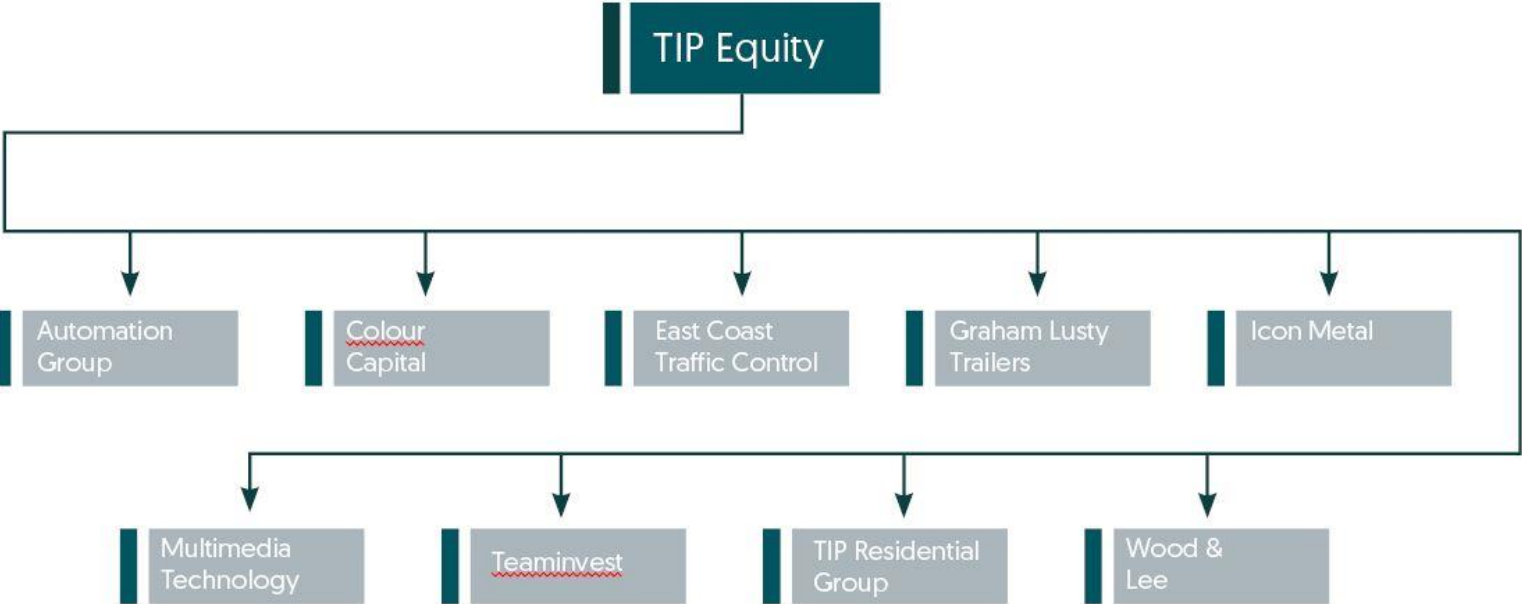 TIP Equity
Automation
Group
Colour
Capital
East Coast
Traffic Control
Graham Lusty
Trailers
Icon Metal
Multimedia
Technology
Teaminvest
TIP Residential
Group
Wood &
Lee